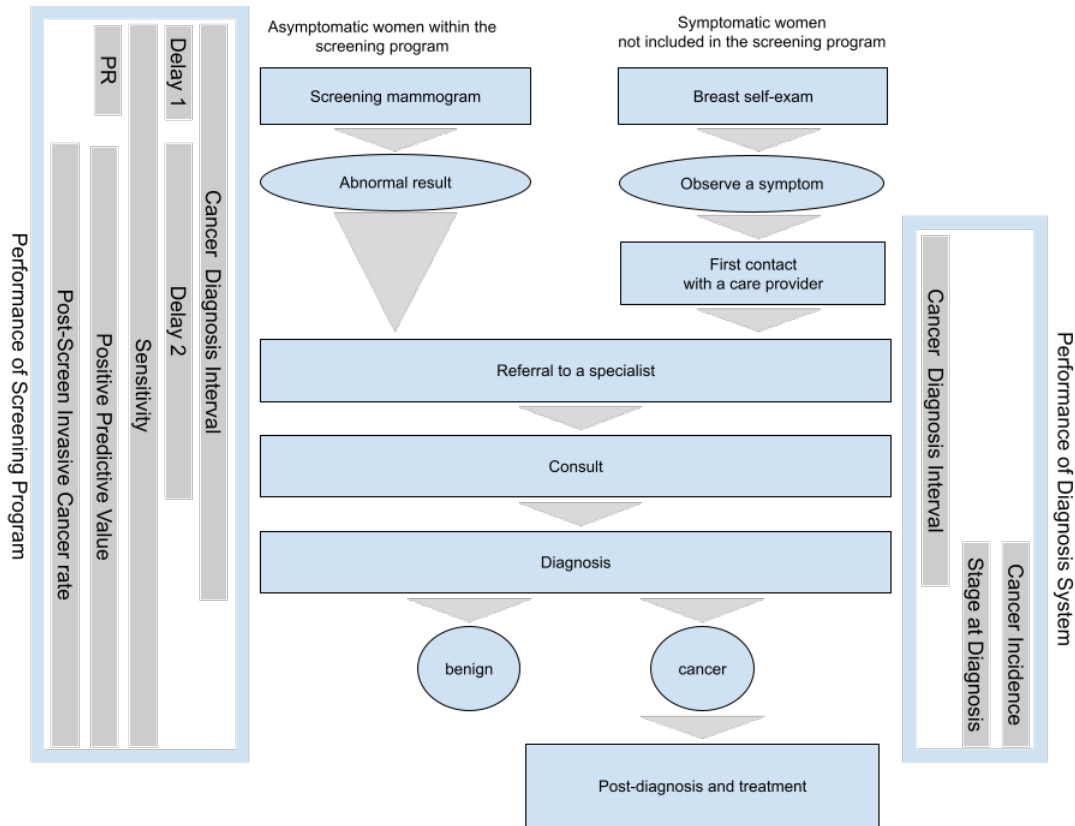 Asymptomatic women within the
screening program
Symptomatic women
not included in the screening program
Screening mammogram
Breast self-exam
Abnormal result
Observe a symptom
First contact
with a care provider
Referral to a specialist
Consult
Diagnosis
benign
cancer
Post-diagnosis and treatment
Performance of Screening Program
Post-Screen Invasive Cancer rate
PR
Positive Predictive Value
Sensitivity
Delay 1
Delay 2
Cancer Diagnosis Interval
Cancer Diagnosis Interval
Stage at Diagnosis
Cancer Incidence
Performance of Diagnosis System